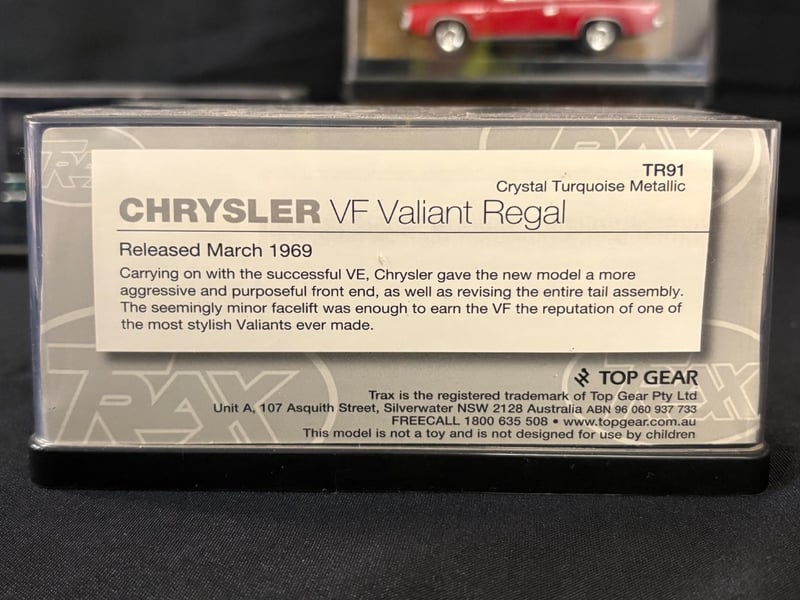 TRAX
TRAX
TR91
Crystal Turquoise Metallic
CHRYSLER VF Valiant Regal
Released March 1969
Carrying on with the successful VE, Chrysler gave the new model a more
aggressive and purposeful front end, as well as revising the entire tail assembly.
The seemingly minor facelift was enough to earn the VF the reputation of one of
the most stylish Valiants ever made.
TRAX
TRAX
TOP GEAR
Trax is the registered trademark of Top Gear Pty Ltd
Unit A, 107 Asquith Street, Silverwater NSW 2128 Australia ABN 96 060 937 733
FREECALL 1800 635 508 • www.topgear.com.au
This model is not a toy and is not designed for use by children